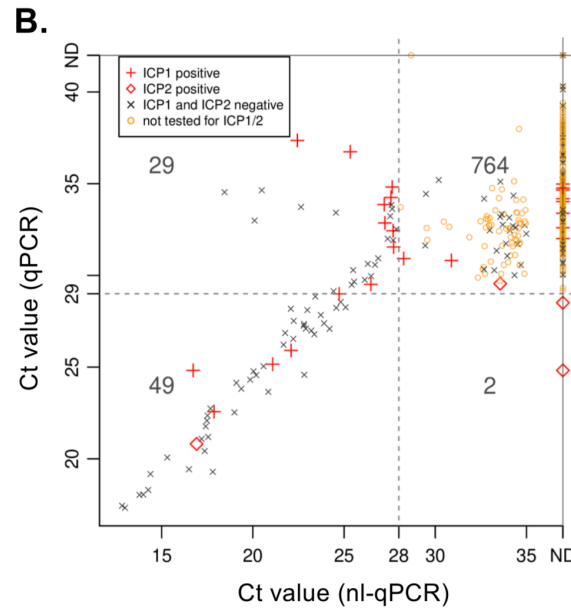 B.
ICP1 positive
ICP2 positive
ICP1 and ICP2 negative
not tested for ICP1/2
29
764
49
2
Ct value (qPCR)
ND
40
35
29
25
20
15
20
25
28
30
35
ND
Ct value (nl-qPCR)